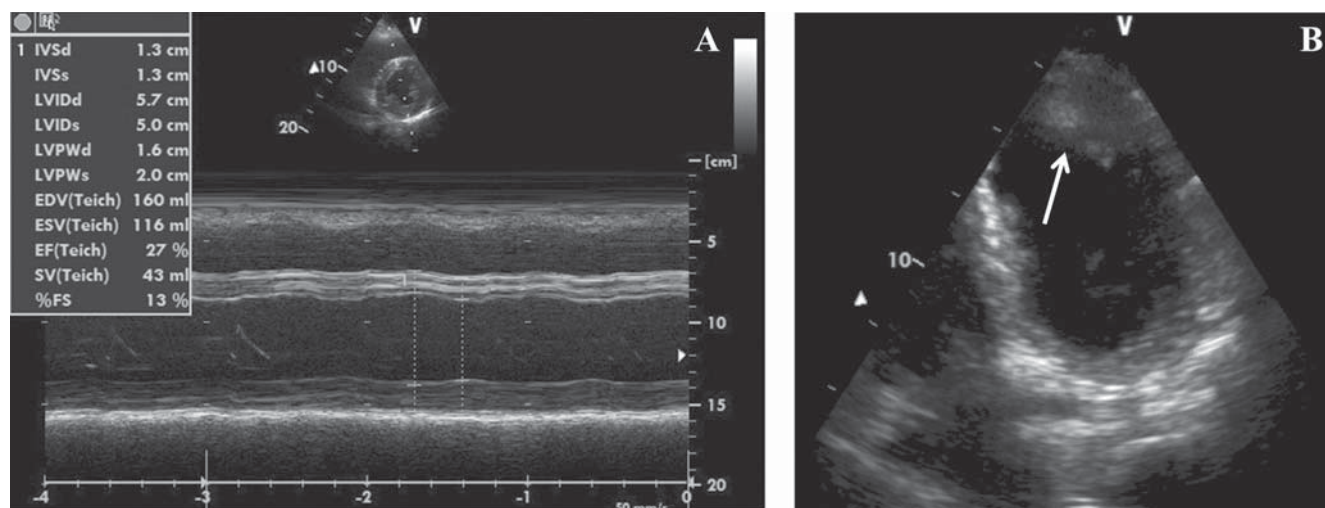 1 IVSd 1.3 cm
IVSs 1.3 cm
LVIDd 5.7 cm
LVIDs 5.0 cm
LVPWd 1.6 cm
LVPWs 2.0 cm
EDV(Teich) 160 ml
ESV(Teich) 116 ml
EF(Teich) 27 %
SV(Teich) 43 ml
%FS 13 %
V
A
10
20
[cm]
5
10
15
20
-4 -3 -2 -1 0
50 mm/s
V
B
10